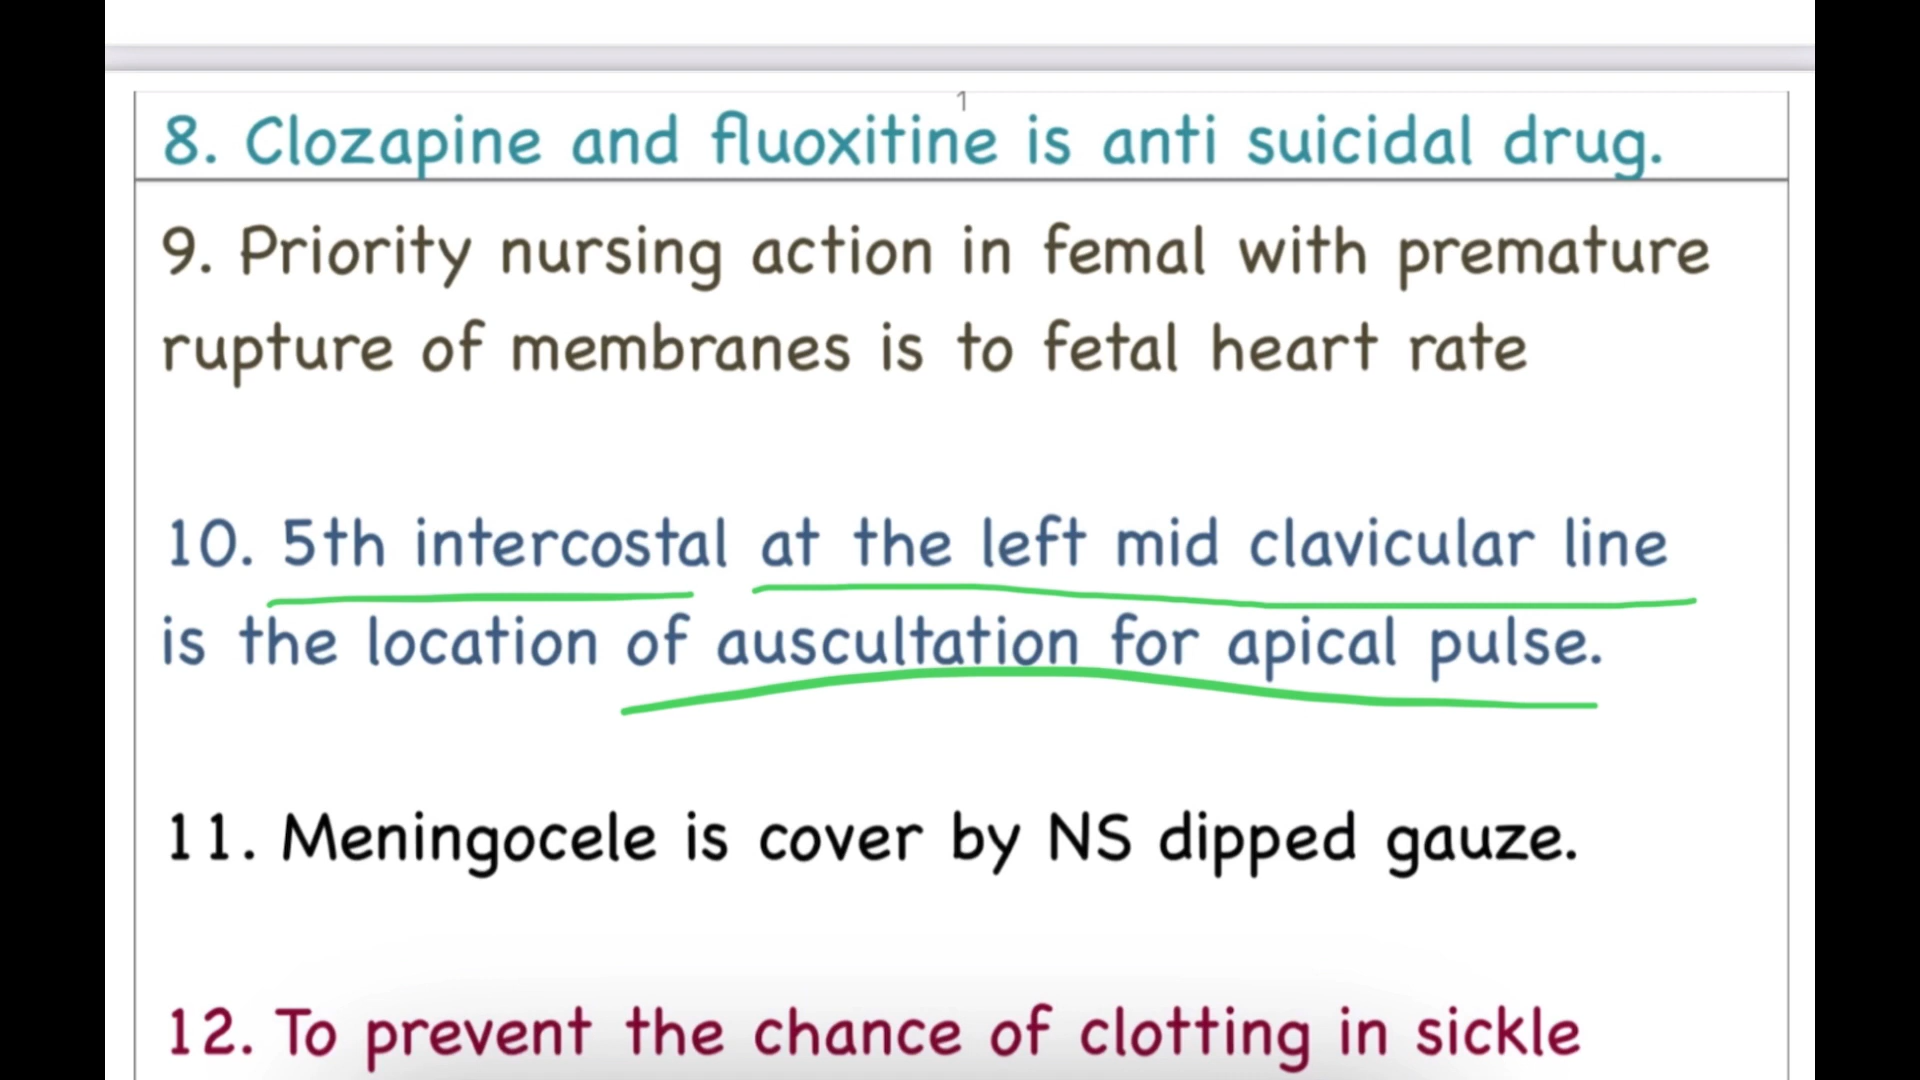 1
8. Clozapine and fluoxitine is anti suicidal drug.
9. Priority nursing action in femal with premature
rupture of membranes is to fetal heart rate
10. 5th intercostal at the left mid clavicular line
is the location of auscultation for apical pulse.
11. Meningocele is cover by NS dipped gauze.
12. To prevent the chance of clotting in sickle